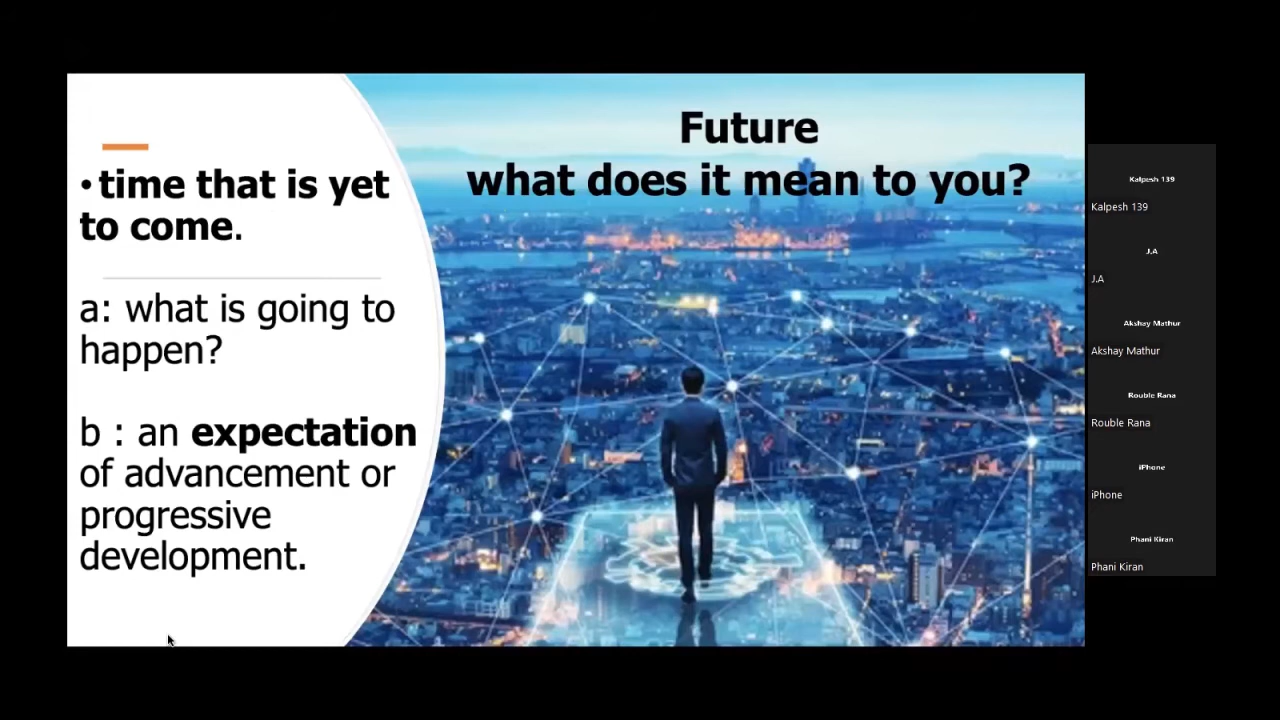 Future
what does it mean to you?
•time that is yet
to come.
a: what is going to
happen?
b : an expectation
of advancement or
progressive
development.
Kalpesh 139
Kalpesh 139
J.A
J.A
Akshay Mathur
Akshay Mathur
Rouble Rana
Rouble Rana
iPhone
iPhone
Phani Kiran
Phani Kiran